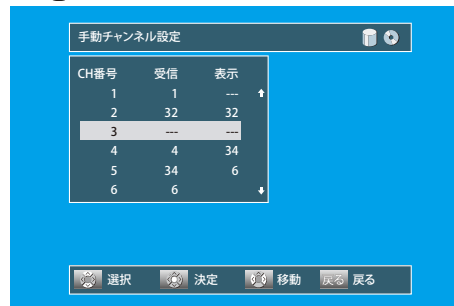 手動チャンネル設定
CH番号 受信 表示
1 1 ---
2 32 32
3 --- ---
4 4 34
5 34 6
6 6
選択 決定 移動 戻る 戻る